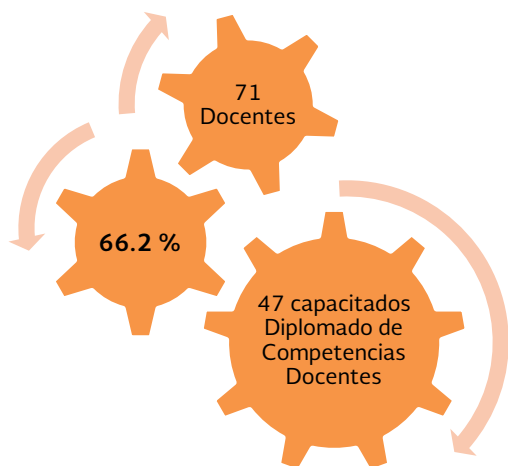 71
Docentes
66.2 %
47 capacitados
Diplomado de
Competencias
Docentes